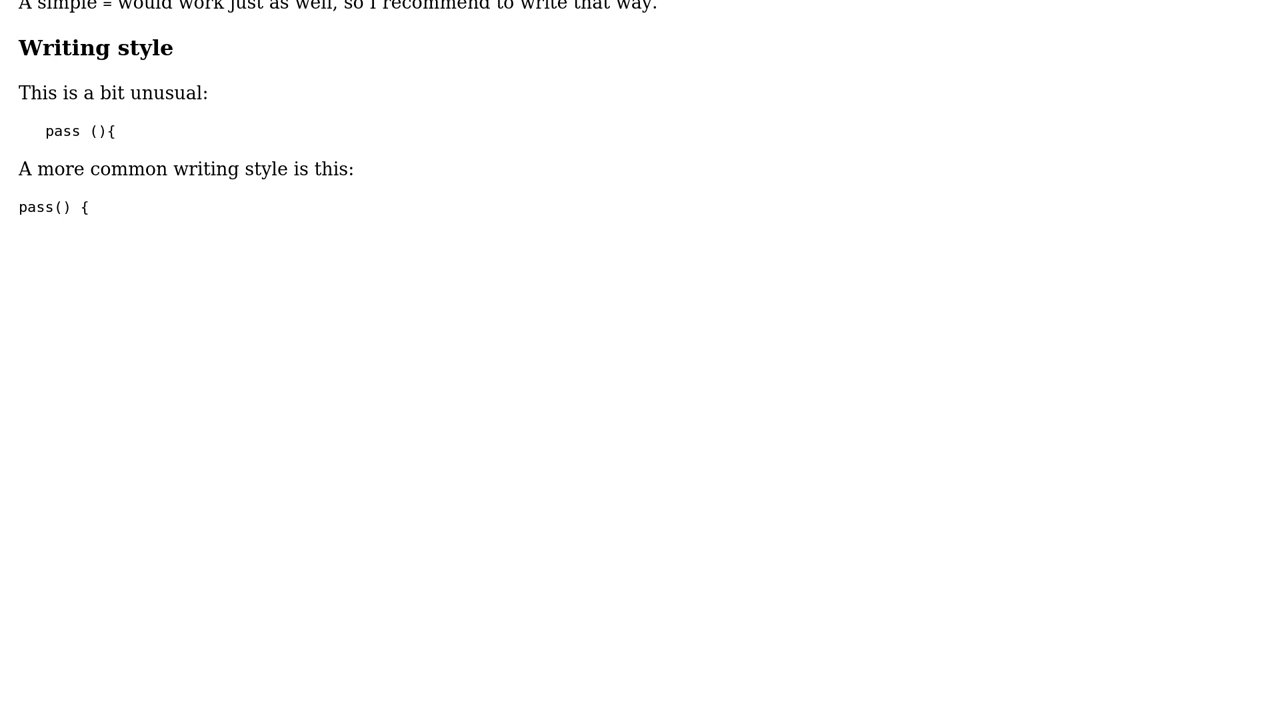 A simple = would work just as well, so I recommend to write that way.
Writing style
This is a bit unusual:
pass (){
A more common writing style is this:
pass() {